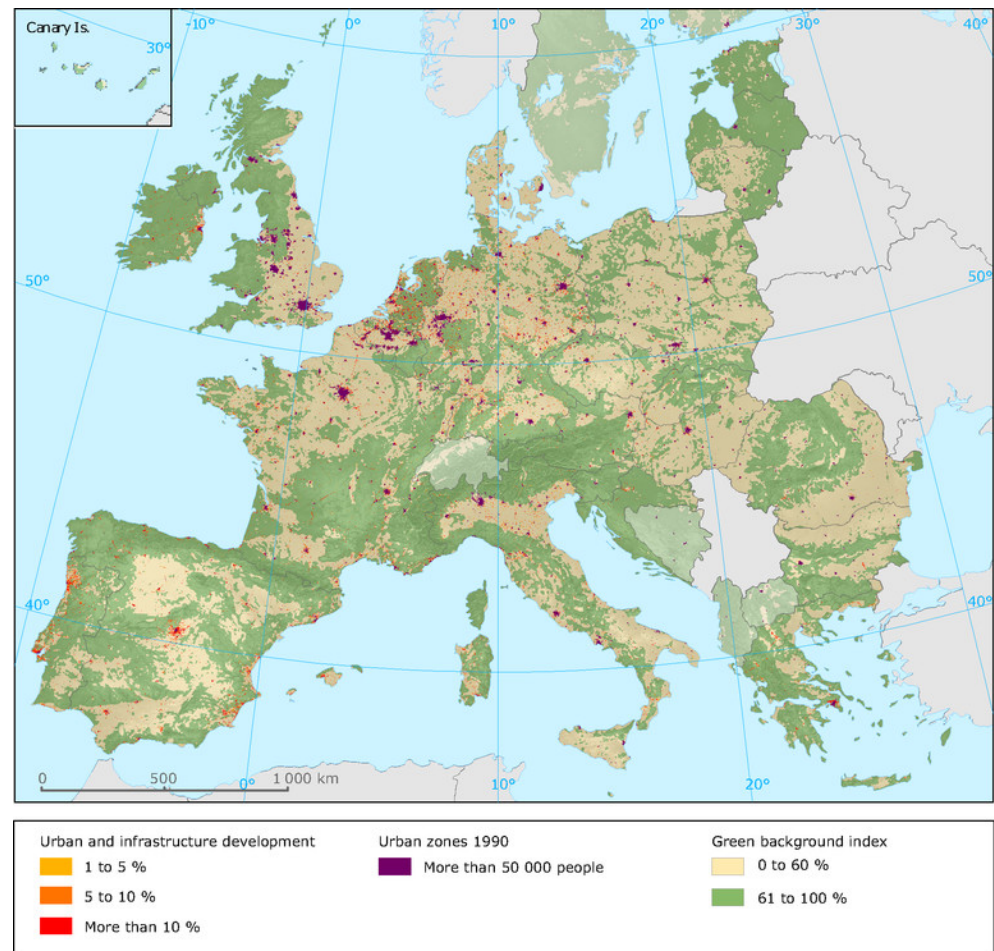 Canary Is.
30°
-10°
0°
10°
20°
30°
40°
50°
50°
40°
40°
0 500 1 000 km
0°
10°
20°
Urban and infrastructure development
1 to 5 %
5 to 10 %
More than 10 %
Urban zones 1990
More than 50 000 people
Green background index
0 to 60 %
61 to 100 %